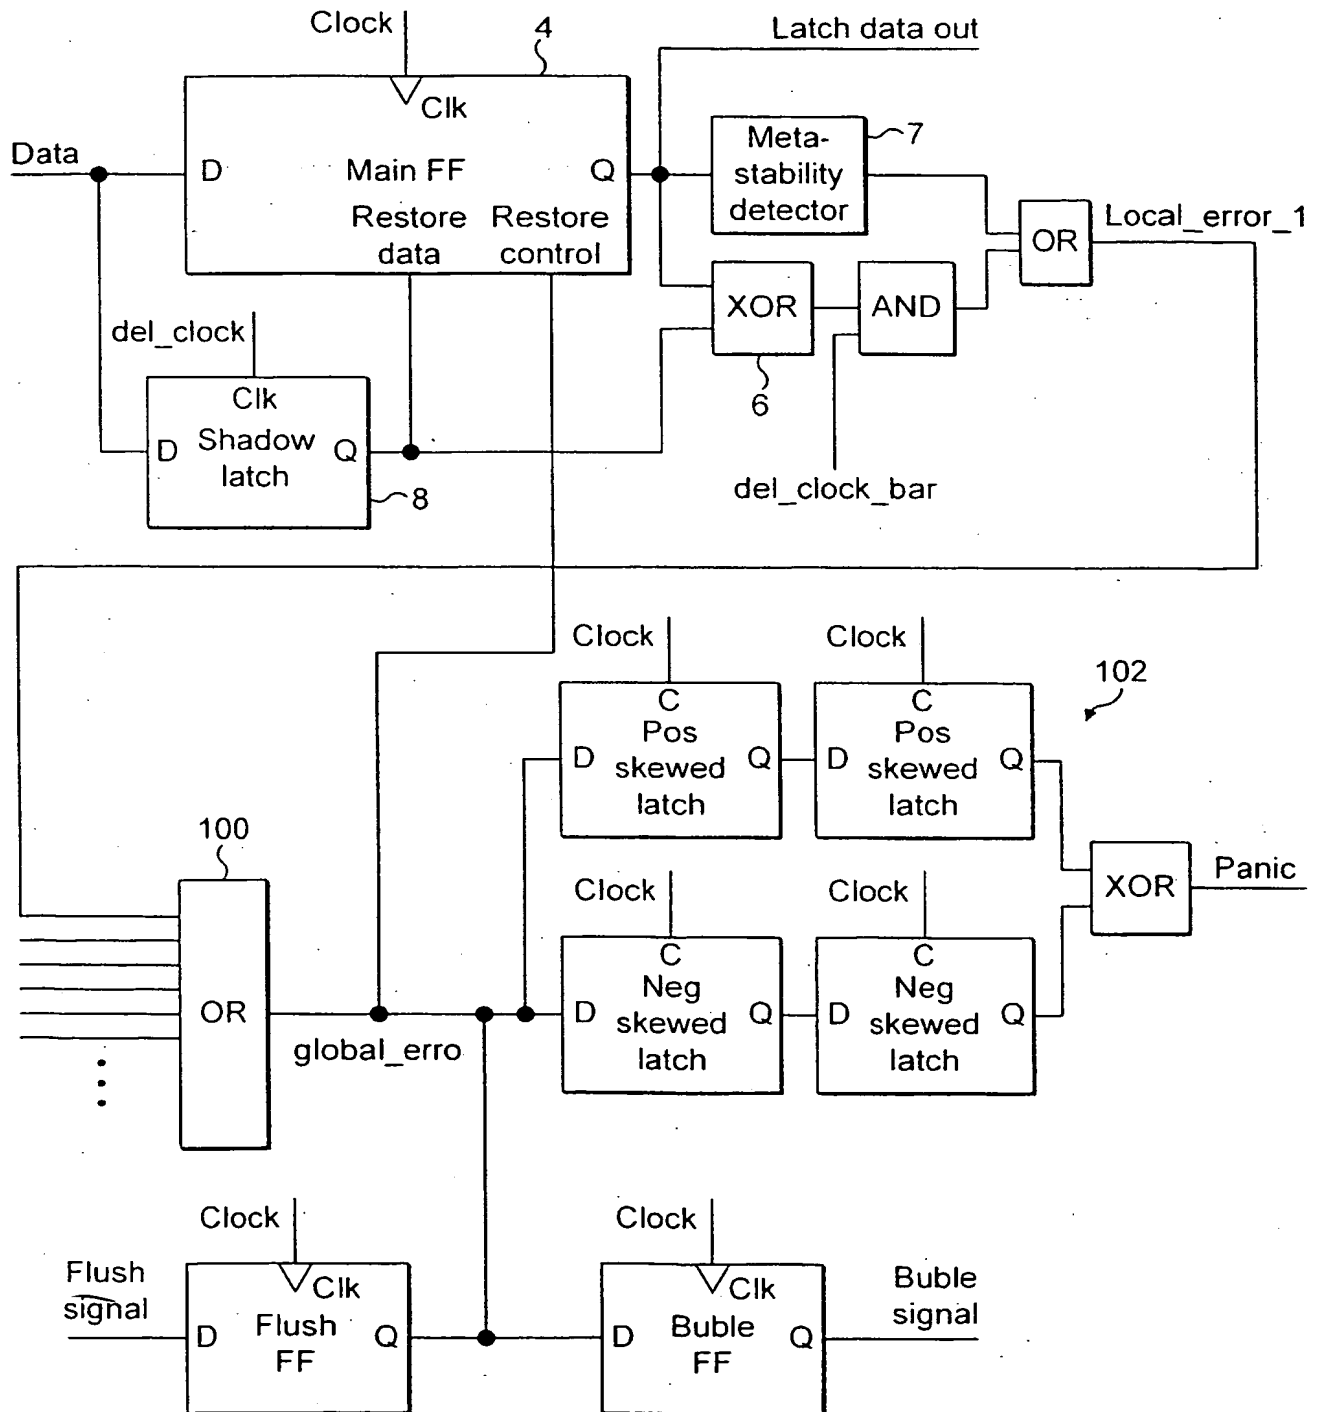 Clock
4
Latch data out
Clk
Data
D
Main FF
Q
Restore data
Restore control
Meta-
stability
detector
7
OR
Local_error_1
XOR
6
AND
del_clock
Clk
D
Shadow
latch
Q
8
del_clock_bar
Clock
Clock
102
C
D
Pos
skewed
latch
Q
C
D
Pos
skewed
latch
Q
100
XOR
Panic
Clock
Clock
OR
global_erro
C
D
Neg
skewed
latch
Q
C
D
Neg
skewed
latch
Q
Clock
Clock
Flush
signal
Clk
D
Flush
FF
Q
Clk
D
Buble
FF
Q
Buble
signal